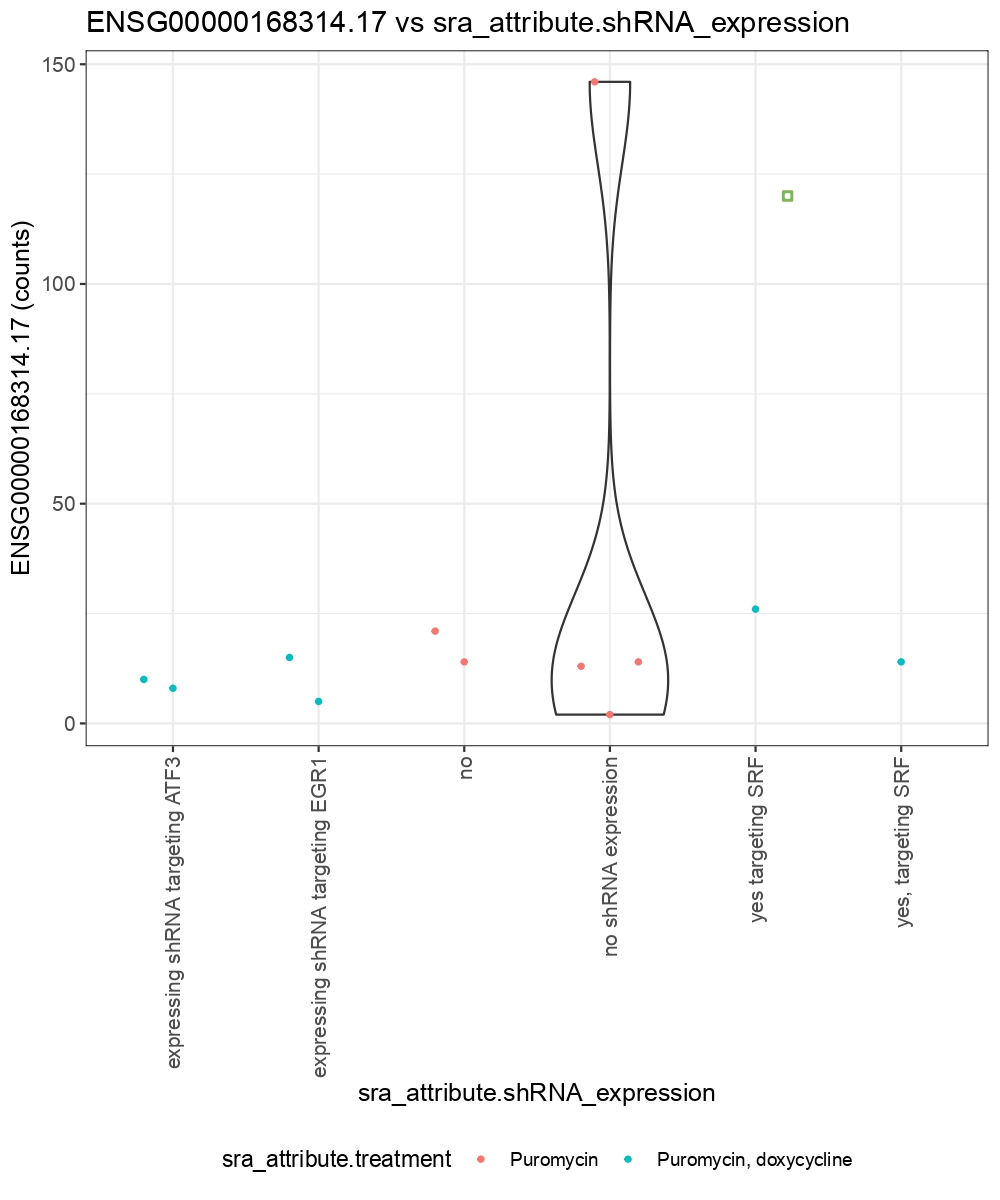 ENSG00000168314.17 vs sra_attribute.shRNA_expression
ENSG00000168314.17 (counts)
150
100
50
0
expressing shRNA targeting ATF3
expressing shRNA targeting EGR1
no
no shRNA expression
yes targeting SRF
yes, targeting SRF
sra_attribute.shRNA_expression
sra_attribute.treatment Puromycin Puromycin, doxycycline